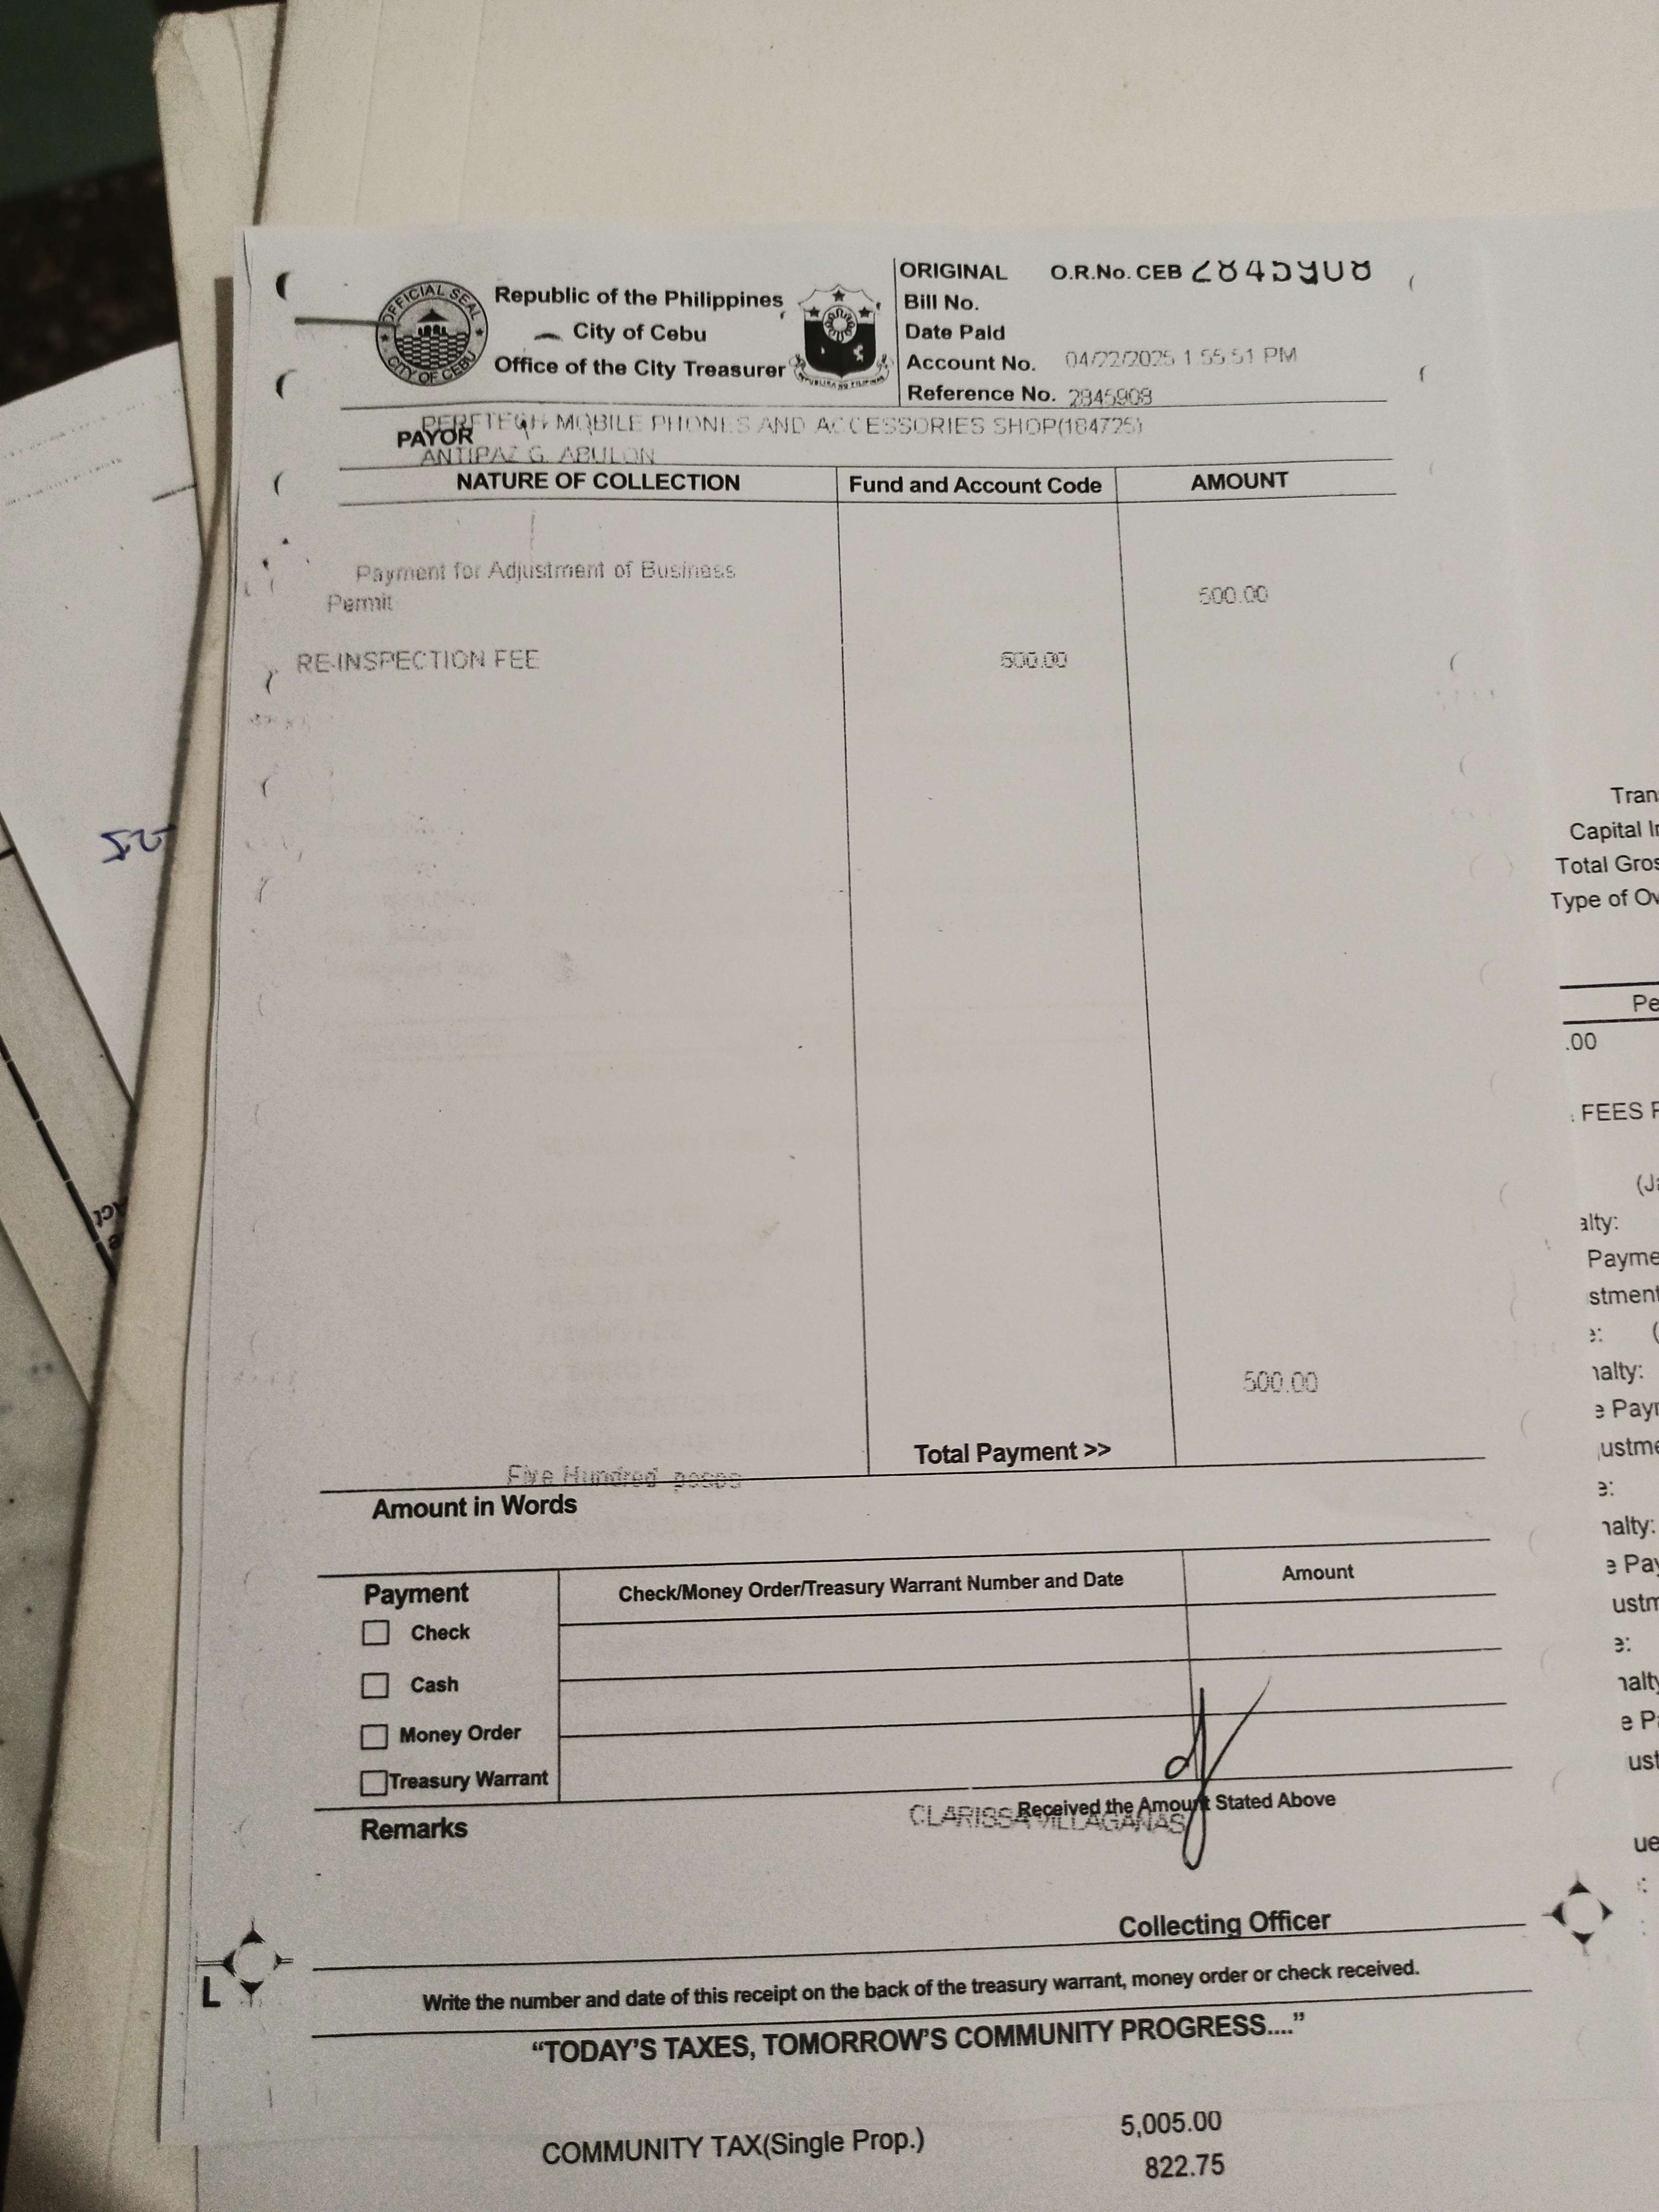 ORIGINAL O.R.No. CEB 2845908
Republic of the Philippines
City of Cebu
Office of the City Treasurer
OFFICIAL SEAL
CITY OF CEBU
Bill No.
Date Paid
Account No. 04/22/2025 1:55:51 PM
Reference No. 2845908
MOBILE PHONES AND ACCESSORIES SHOP(184725)
PAYOR
ANTIPAZ G. ABULON
NATURE OF COLLECTION Fund and Account Code AMOUNT
Payment for Adjustment of Business
Permit 500.00
RE-INSPECTION FEE 500.00
500.00
Total Payment >>
Five Hundred pesos
Amount in Words
Payment Check/Money Order/Treasury Warrant Number and Date Amount
Check
Cash
Money Order
Treasury Warrant
Received the Amount Stated Above
CLARISSA VILLAGANAS
Remarks
Collecting Officer
L
Write the number and date of this receipt on the back of the treasury warrant, money order or check received.
“TODAY'S TAXES, TOMORROW'S COMMUNITY PROGRESS....”
5,005.00
COMMUNITY TAX(Single Prop.)
822.75
Tran
Capital I
Total Gros
Type of Ow
Pe
.00
FEES
(Ja
alty:
Payme
stment
e: (
alty:
e Payr
ustme
e:
nalty:
e Pay
ustm
e:
nalty
e P
ust
ue